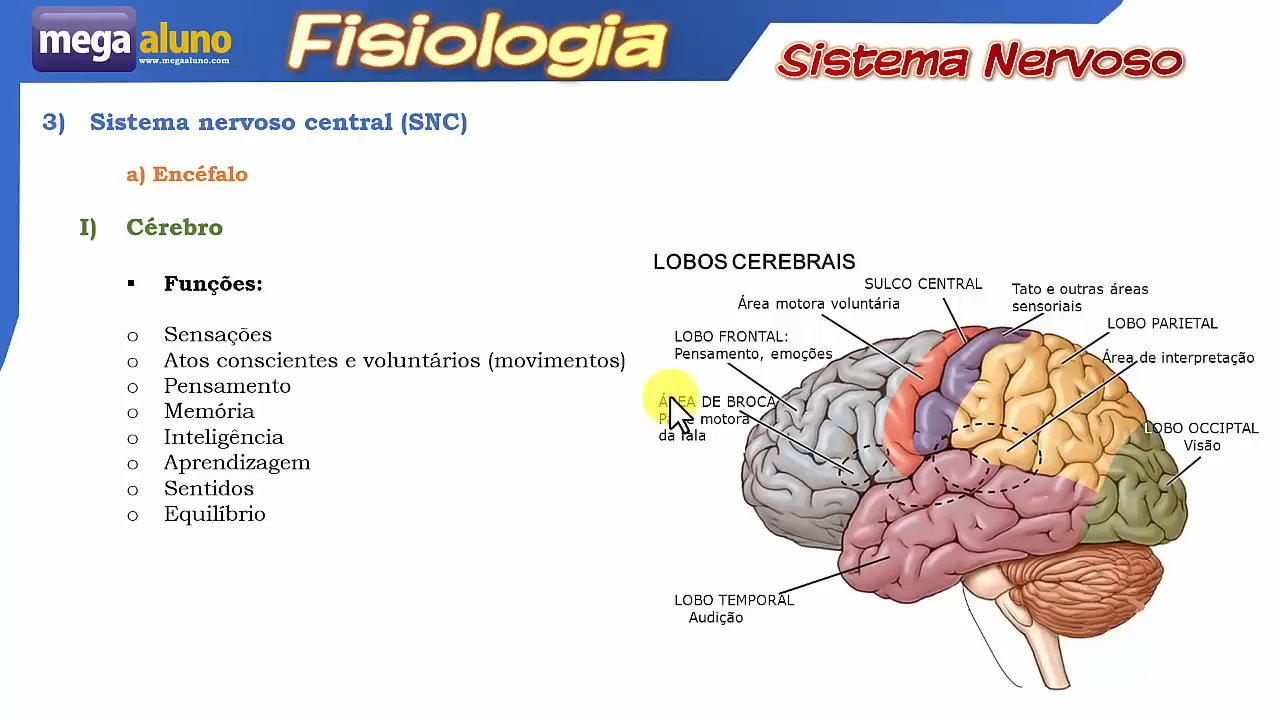 mega aluno
www.megaaluno.com
Fisiologia
Sistema Nervoso
3) Sistema nervoso central (SNC)
a) Encéfalo
I) Cérebro
▪ Funções:
o Sensações
o Atos conscientes e voluntários (movimentos)
o Pensamento
o Memória
o Inteligência
o Aprendizagem
o Sentidos
o Equilíbrio
LOBOS CEREBRAIS
SULCO CENTRAL
Tato e outras áreas
sensoriais
Área motora voluntária
LOBO PARIETAL
LOBO FRONTAL:
Pensamento, emoções
Área de interpretação
ÁREA DE BROCA
motora
da fala
LOBO OCCIPTAL
Visão
LOBO TEMPORAL
Audição